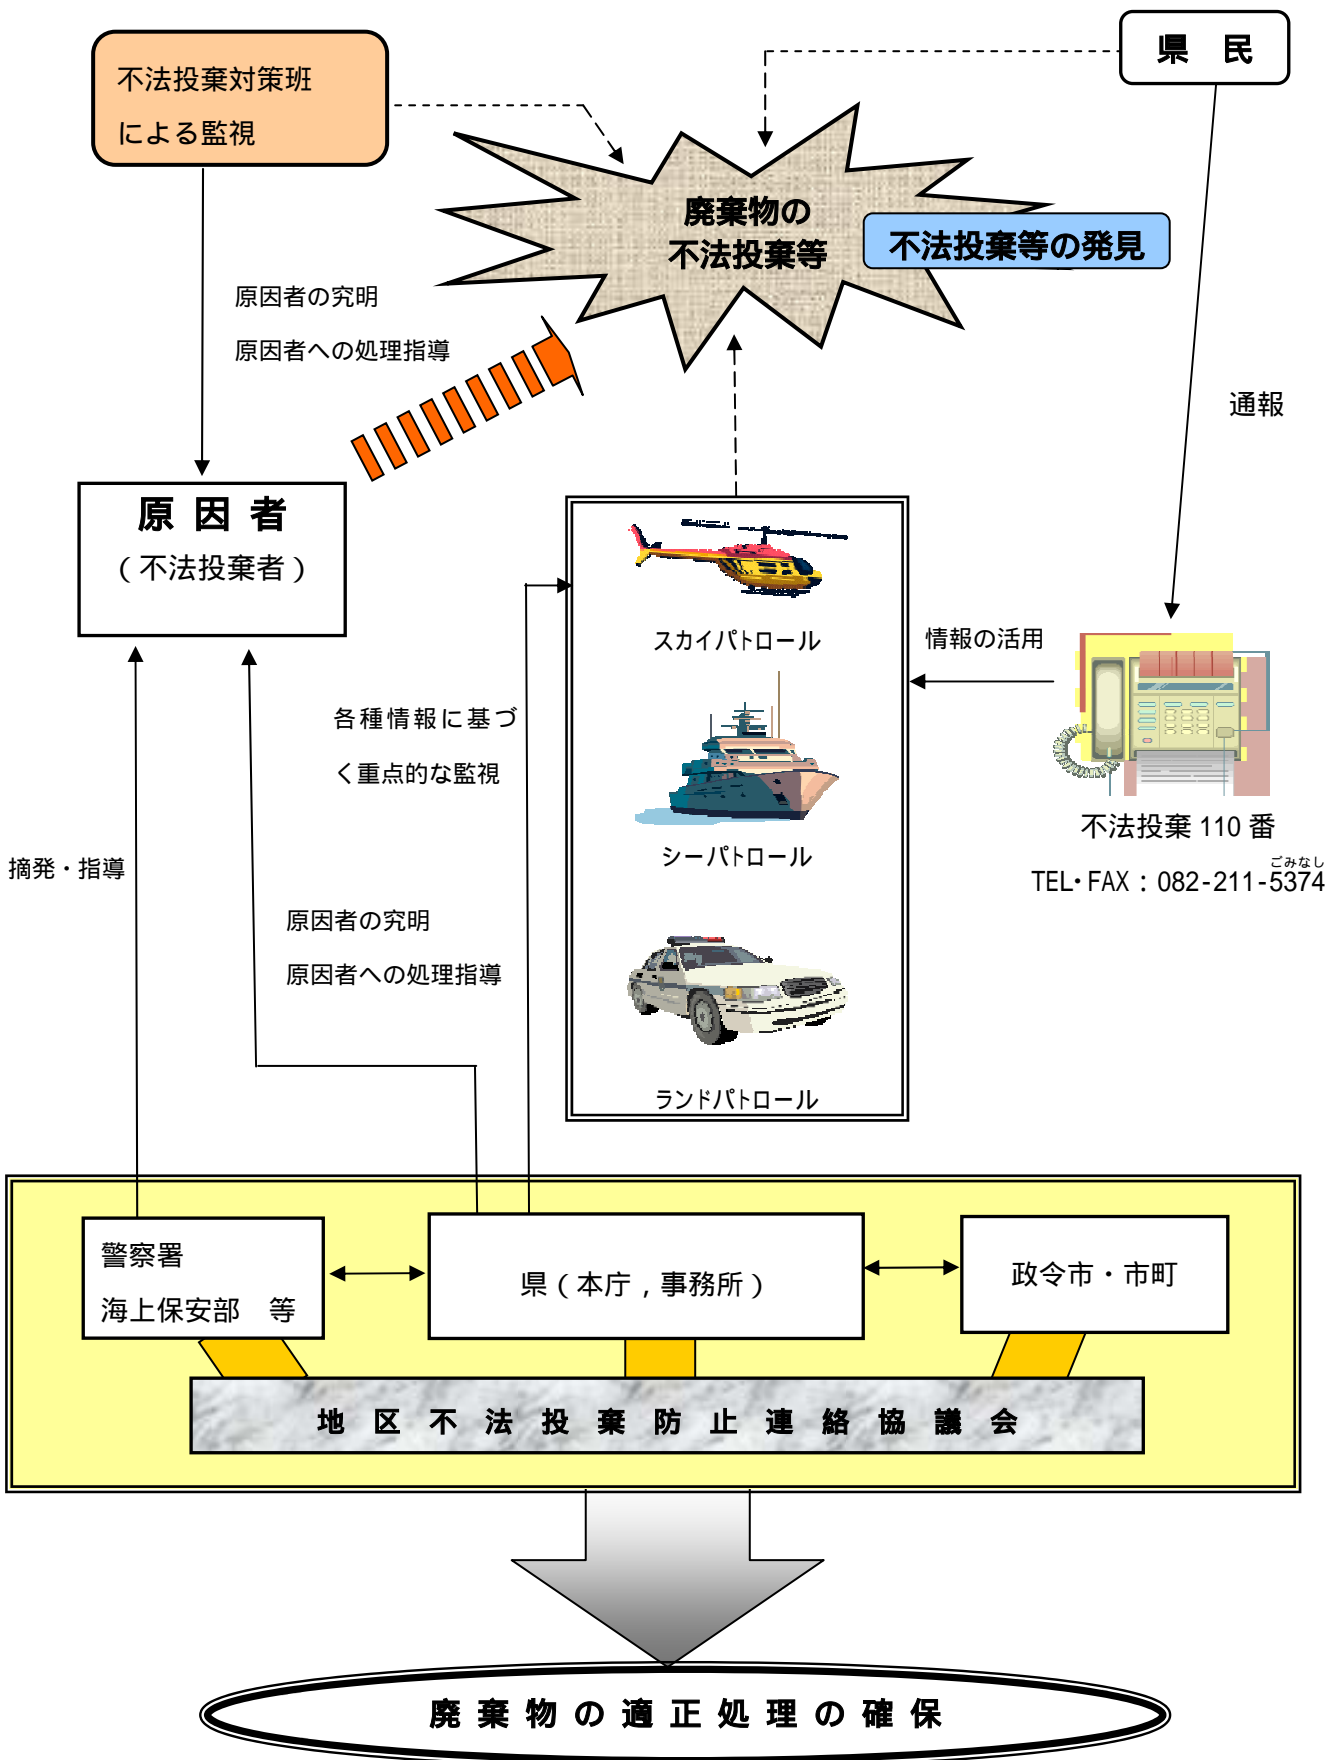 県　民
不法投棄対策班
による監視
廃棄物の
不法投棄等
不法投棄等の発見
原因者の究明
原因者への処理指導
通報
原 因 者
（不法投棄者）
スカイパトロール
情報の活用
各種情報に基づ
く重点的な監視
シーパトロール
不法投棄 110 番
ごみなし
TEL・FAX：082-211-5374
摘発・指導
原因者の究明
原因者への処理指導
ランドパトロール
警察署
海上保安部　等
県（本庁，事務所）
政令市・市町
地 区 不 法 投 棄 防 止 連 絡 協 議 会
廃 棄 物 の 適 正 処 理 の 確 保